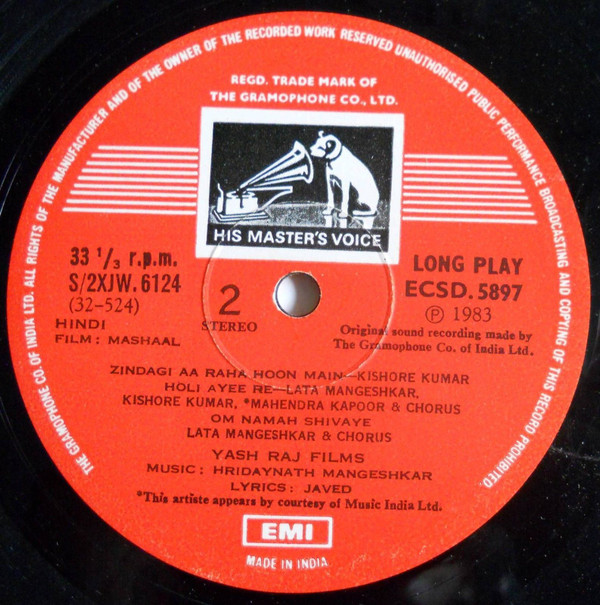 THE GRAMOPHONE CO. OF INDIA LTD. ALL RIGHTS OF THE MANUFACTURER AND OF THE OWNER OF THE RECORDED WORK RESERVED UNAUTHORISED PUBLIC PERFORMANCE BROADCASTING AND COPYING OF THIS RECORD PROHIBITED.
REGD. TRADE MARK OF
THE GRAMOPHONE CO., LTD.
HIS MASTER'S VOICE
33 1/3 r.p.m.
S/2XJW.6124
(32-524)
HINDI
FILM : MASHAAL
2
STEREO
LONG PLAY
ECSD.5897
Ⓟ 1983
Original sound recording made by
The Gramophone Co. of India Ltd.
ZINDAGI AA RAHA HOON MAIN—KISHORE KUMAR
HOLI AYEE RE—LATA MANGESHKAR,
KISHORE KUMAR, *MAHENDRA KAPOOR & CHORUS
OM NAMAH SHIVAYE
LATA MANGESHKAR & CHORUS
YASH RAJ FILMS
MUSIC : HRIDAYNATH MANGESHKAR
LYRICS : JAVED
*This artiste appears by courtesy of Music India Ltd.
EMI
MADE IN INDIA